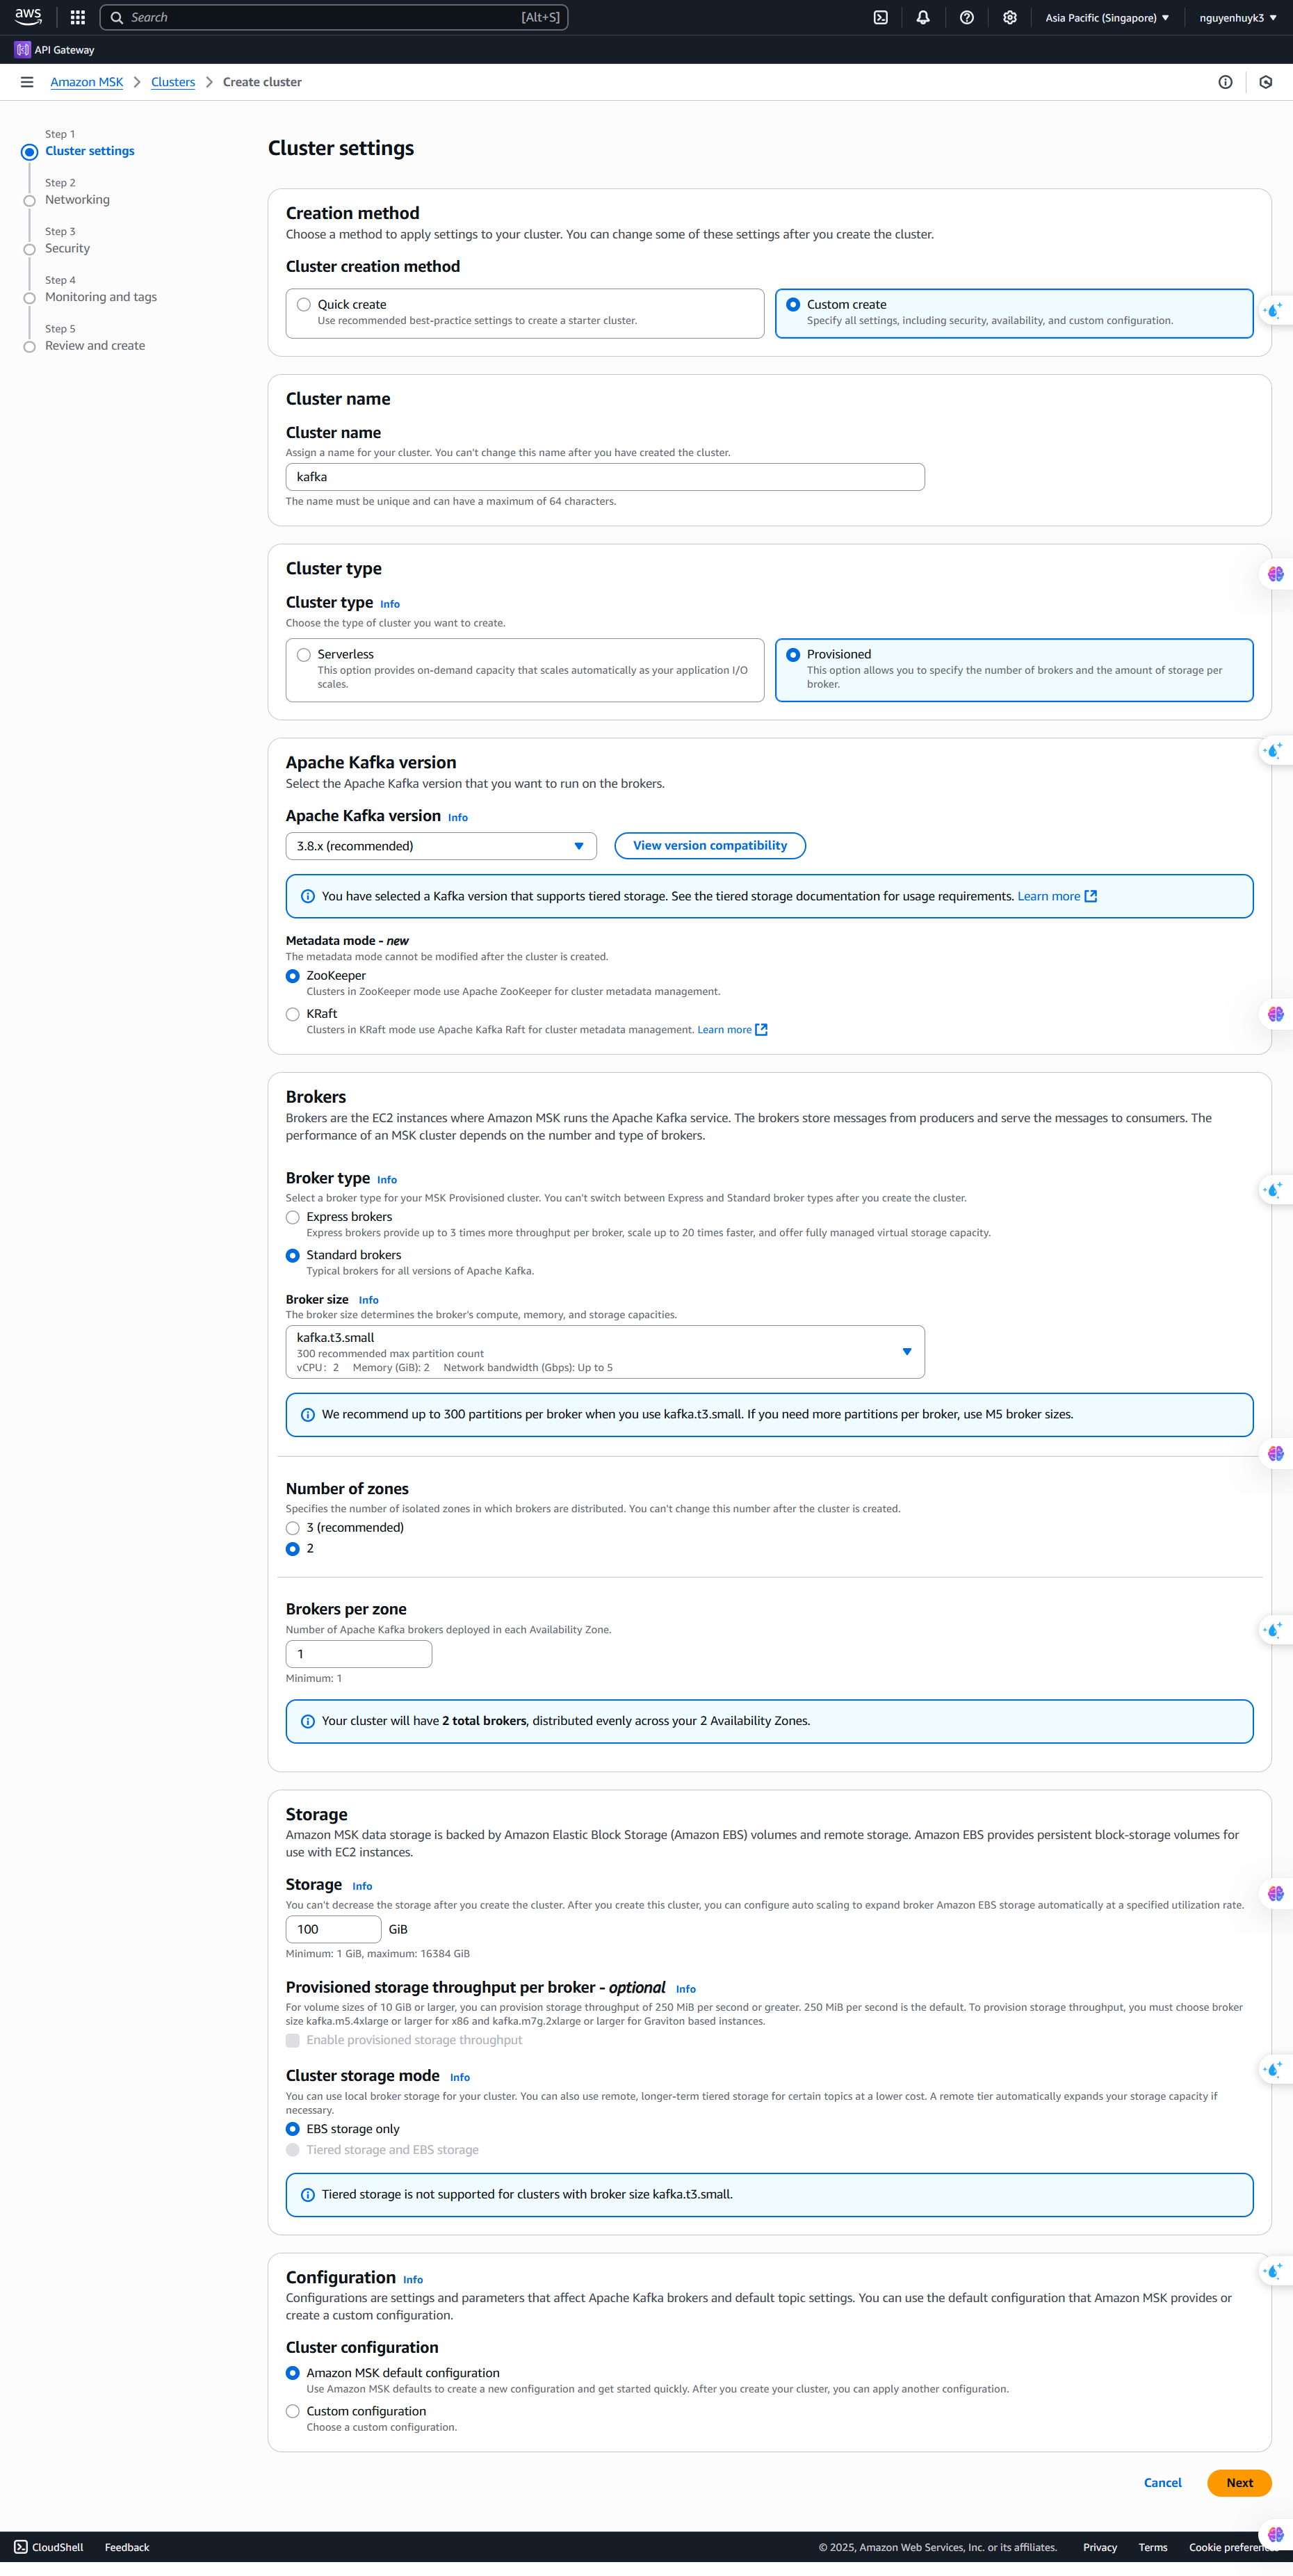 aws
Search [Alt+S]
Asia Pacific (Singapore)
nguyenhuyk3
API Gateway
Amazon MSK
Clusters
Create cluster
Step 1
Cluster settings
Step 2
Networking
Step 3
Security
Step 4
Monitoring and tags
Step 5
Review and create
Cluster settings
Creation method
Choose a method to apply settings to your cluster. You can change some of these settings after you create the cluster.
Cluster creation method
Quick create
Use recommended best-practice settings to create a starter cluster.
Custom create
Specify all settings, including security, availability, and custom configuration.
Cluster name
Cluster name
Assign a name for your cluster. You can't change this name after you have created the cluster.
kafka
The name must be unique and can have a maximum of 64 characters.
Cluster type
Cluster type Info
Choose the type of cluster you want to create.
Serverless
This option provides on-demand capacity that scales automatically as your application I/O
scales.
Provisioned
This option allows you to specify the number of brokers and the amount of storage per
broker.
Apache Kafka version
Select the Apache Kafka version that you want to run on the brokers.
Apache Kafka version Info
3.8.x (recommended)
View version compatibility
You have selected a Kafka version that supports tiered storage. See the tiered storage documentation for usage requirements. Learn more
Metadata mode - new
The metadata mode cannot be modified after the cluster is created.
ZooKeeper
Clusters in ZooKeeper mode use Apache ZooKeeper for cluster metadata management.
KRaft
Clusters in KRaft mode use Apache Kafka Raft for cluster metadata management. Learn more
Brokers
Brokers are the EC2 instances where Amazon MSK runs the Apache Kafka service. The brokers store messages from producers and serve the messages to consumers. The
performance of an MSK cluster depends on the number and type of brokers.
Broker type Info
Select a broker type for your MSK Provisioned cluster. You can't switch between Express and Standard broker types after you create the cluster.
Express brokers
Express brokers provide up to 3 times more throughput per broker, scale up to 20 times faster, and offer fully managed virtual storage capacity.
Standard brokers
Typical brokers for all versions of Apache Kafka.
Broker size Info
The broker size determines the broker's compute, memory, and storage capacities.
kafka.t3.small
300 recommended max partition count
vCPU: 2 Memory (GiB): 2 Network bandwidth (Gbps): Up to 5
We recommend up to 300 partitions per broker when you use kafka.t3.small. If you need more partitions per broker, use M5 broker sizes.
Number of zones
Specifies the number of isolated zones in which brokers are distributed. You can't change this number after the cluster is created.
3 (recommended)
2
Brokers per zone
Number of Apache Kafka brokers deployed in each Availability Zone.
1
Minimum: 1
Your cluster will have 2 total brokers, distributed evenly across your 2 Availability Zones.
Storage
Amazon MSK data storage is backed by Amazon Elastic Block Storage (Amazon EBS) volumes and remote storage. Amazon EBS provides persistent block-storage volumes for
use with EC2 instances.
Storage Info
You can't decrease the storage after you create the cluster. After you create this cluster, you can configure auto scaling to expand broker Amazon EBS storage automatically at a specified utilization rate.
100 GiB
Minimum: 1 GiB, maximum: 16384 GiB
Provisioned storage throughput per broker - optional Info
For volume sizes of 10 GiB or larger, you can provision storage throughput of 250 MiB per second or greater. 250 MiB per second is the default. To provision storage throughput, you must choose broker
size kafka.m5.4xlarge or larger for x86 and kafka.m7g.2xlarge or larger for Graviton based instances.
Enable provisioned storage throughput
Cluster storage mode Info
You can use local broker storage for your cluster. You can also use remote, longer-term tiered storage for certain topics at a lower cost. A remote tier automatically expands your storage capacity if
necessary.
EBS storage only
Tiered storage and EBS storage
Tiered storage is not supported for clusters with broker size kafka.t3.small.
Configuration Info
Configurations are settings and parameters that affect Apache Kafka brokers and default topic settings. You can use the default configuration that Amazon MSK provides or
create a custom configuration.
Cluster configuration
Amazon MSK default configuration
Use Amazon MSK defaults to create a new configuration and get started quickly. After you create your cluster, you can apply another configuration.
Custom configuration
Choose a custom configuration.
Cancel
Next
CloudShell
Feedback
© 2025, Amazon Web Services, Inc. or its affiliates.
Privacy
Terms
Cookie